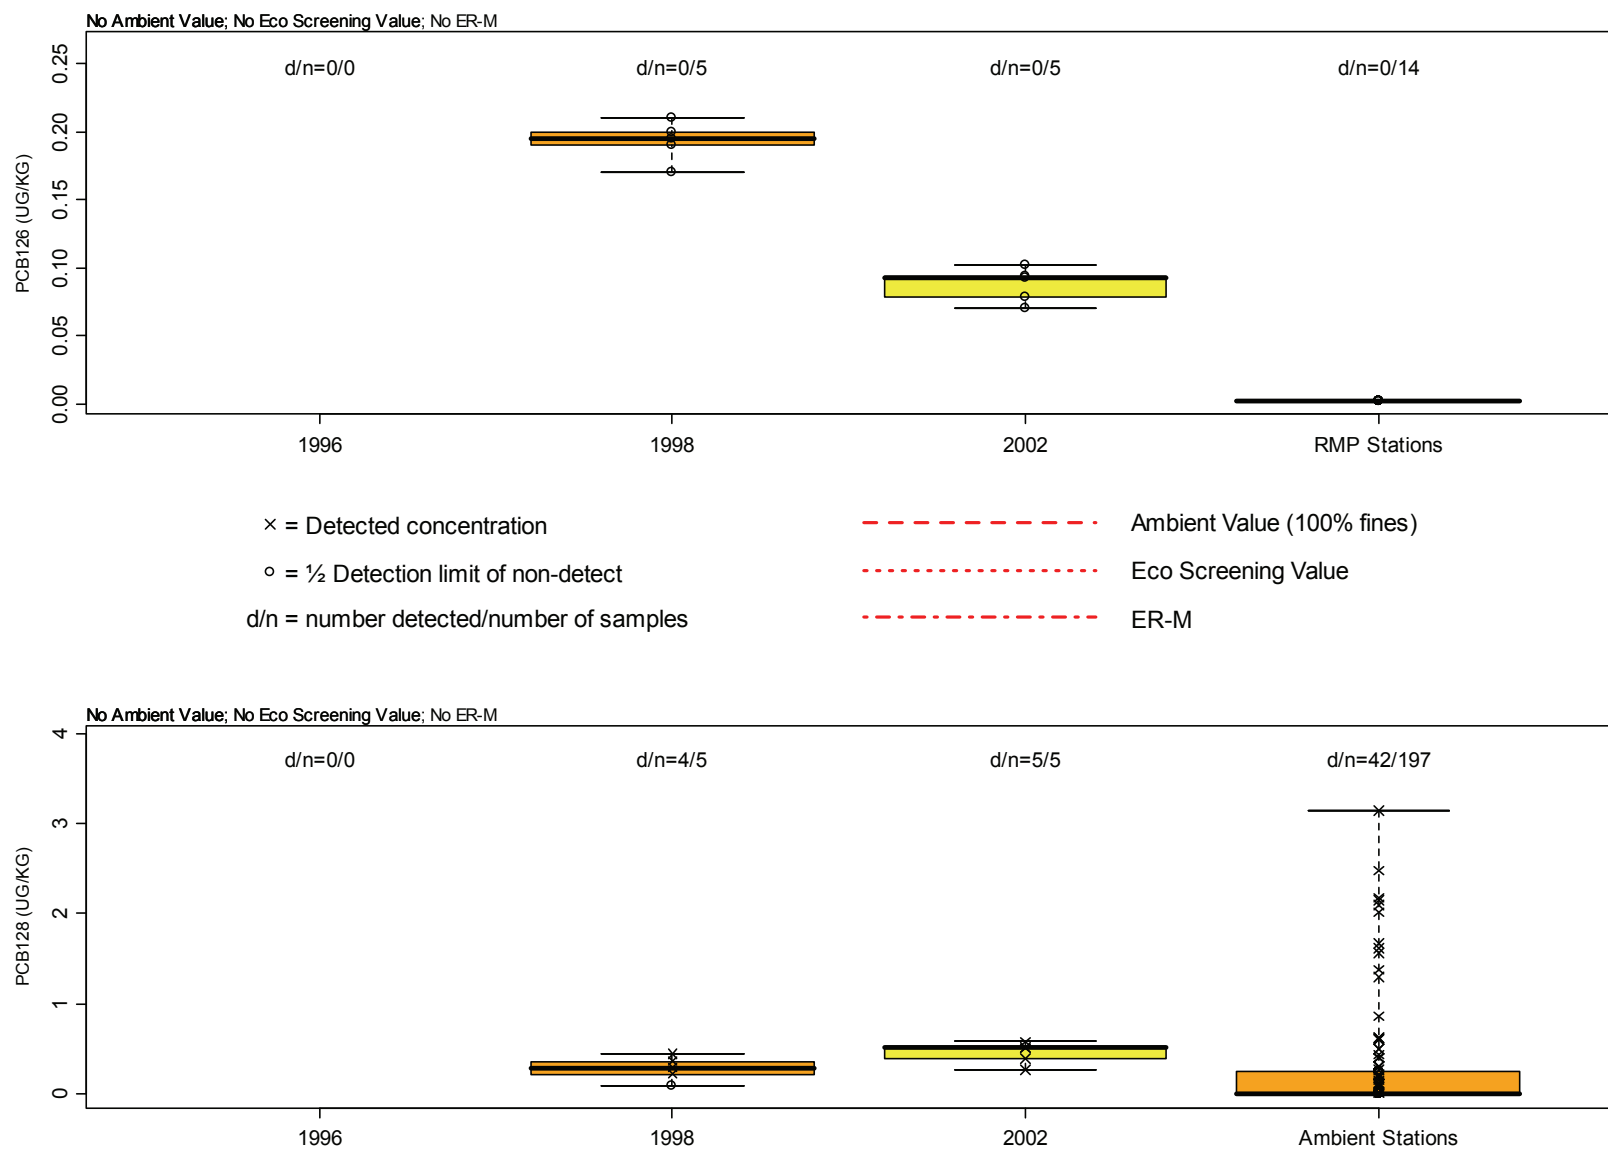 No Ambient Value; No Eco Screening Value; No ER-M
d/n=0/0 d/n=0/5 d/n=0/5 d/n=0/14
0.25
0.20
0.15
0.10
0.05
0.00
PCB126 (UG/KG)
1996 1998 2002 RMP Stations
× = Detected concentration
○ = ½ Detection limit of non-detect
d/n = number detected/number of samples
Ambient Value (100% fines)
Eco Screening Value
ER-M
No Ambient Value; No Eco Screening Value; No ER-M
d/n=0/0 d/n=4/5 d/n=5/5 d/n=42/197
4
3
2
1
0
PCB128 (UG/KG)
1996 1998 2002 Ambient Stations